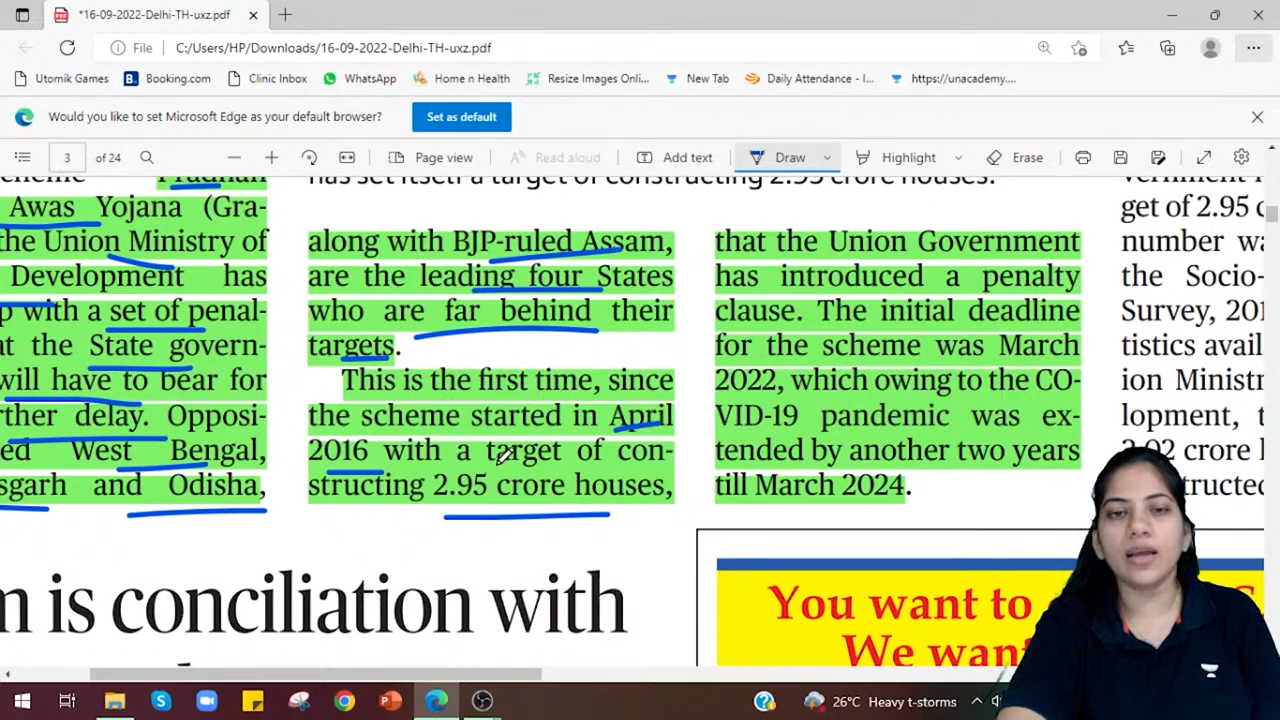 *16-09-2022-Delhi-TH-uxz.pdf
File C:/Users/HP/Downloads/16-09-2022-Delhi-TH-uxz.pdf
Utomik Games Booking.com Clinic Inbox WhatsApp Home n Health Resize Images Onli... New Tab Daily Attendance - I... https://unacademy....
Would you like to set Microsoft Edge as your default browser? Set as default
3 of 24 Page view Read aloud Add text Draw Highlight Erase
Pradhan
Awas Yojana (Gra-
the Union Ministry of
Development has
with a set of penal-
at the State govern-
will have to bear for
rther delay. Opposi-
ed West Bengal,
sgarh and Odisha,
has set itself a target of constructing 2.95 crore houses.
along with BJP-ruled Assam,
are the leading four States
who are far behind their
targets.
This is the first time, since
the scheme started in April
2016 with a target of con-
structing 2.95 crore houses,
that the Union Government
has introduced a penalty
clause. The initial deadline
for the scheme was March
2022, which owing to the CO-
VID-19 pandemic was ex-
tended by another two years
till March 2024.
get of 2.95 c
number wa
the Socio-
Survey, 201
tistics avail
ion Minist
lopment,
2.02 crore
tructed
m is conciliation with
You want to
We want
26°C Heavy t-storms